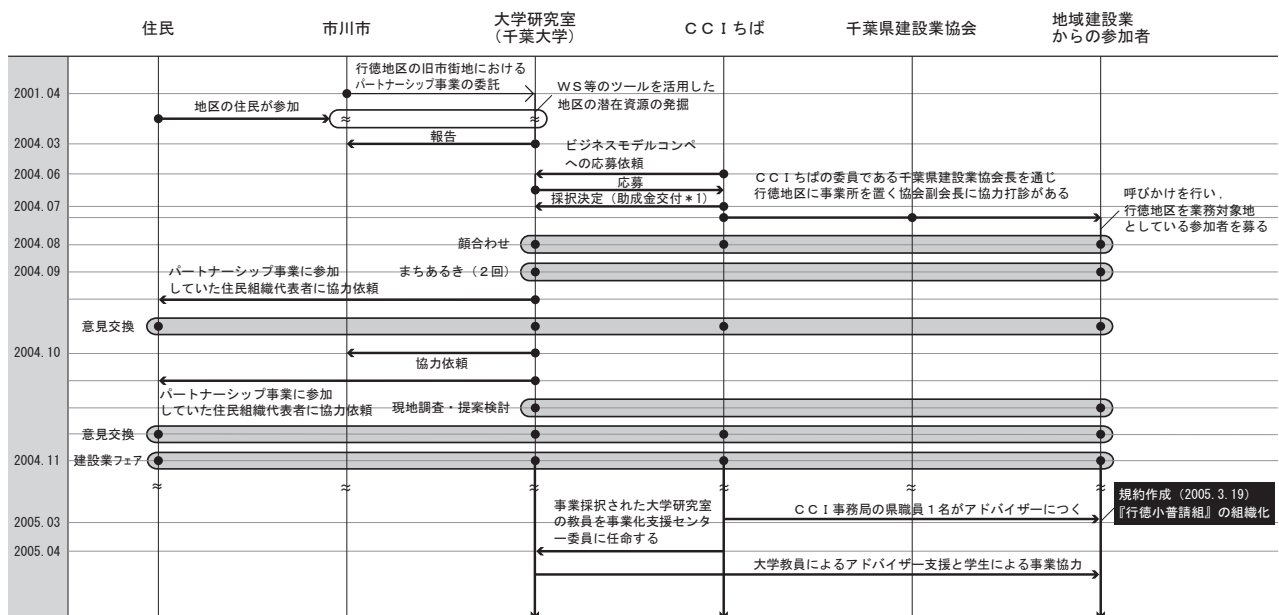 住民
市川市
大学研究室
（千葉大学）
ＣＣＩちば
千葉県建設業協会
地域建設業
からの参加者
2001.04
行徳地区の旧市街地における
パートナーシップ事業の委託
ＷＳ等のツールを活用した
地区の潜在資源の発掘
地区の住民が参加
≈
≈
2004.03
報告
ビジネスモデルコンペ
への応募依頼
2004.06
応募
ＣＣＩちばの委員である千葉県建設業協会長を通じ
行徳地区に事業所を置く協会副会長に協力打診がある
2004.07
採択決定（助成金交付＊1）
呼びかけを行い，
行徳地区を業務対象地
としている参加者を募る
2004.08
顔合わせ
2004.09
まちあるき（２回）
パートナーシップ事業に参加
していた住民組織代表者に協力依頼
意見交換
2004.10
協力依頼
パートナーシップ事業に参加
していた住民組織代表者に協力依頼
現地調査・提案検討
意見交換
2004.11
建設業フェア
≈
≈
≈
≈
≈
≈
事業採択された大学研究室
の教員を事業化支援センタ
ー委員に任命する
ＣＣＩ事務局の県職員１名がアドバイザーにつく
規約作成（2005.3.19）
『行徳小普請組』の組織化
2005.03
2005.04
大学教員によるアドバイザー支援と学生による事業協力